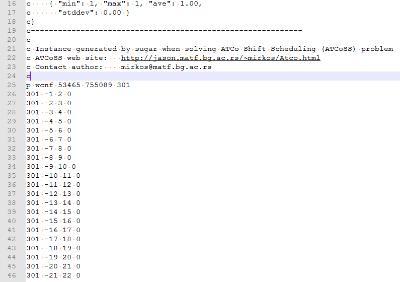 16 c { "min": 1, "max": 1, "ave": 1.00,
17 c "stddev": 0.00 }
18 c}
19 c------------------------------------------------------------
20 c
21 c Instance generated by sugar when solving ATCo Shift Scheduling (ATCoSS) problem
22 c ATCoSS web site: http://jason.matf.bg.ac.rs/~mirkos/Atco.html
23 c Contact author: mirkos@matf.bg.ac.rs
24 c
25 p wcnf 53465 755089 301
26 301 -1 2 0
27 301 -2 3 0
28 301 -3 4 0
29 301 -4 5 0
30 301 -5 6 0
31 301 -6 7 0
32 301 -7 8 0
33 301 -8 9 0
34 301 -9 10 0
35 301 -10 11 0
36 301 -11 12 0
37 301 -12 13 0
38 301 -13 14 0
39 301 -14 15 0
40 301 -15 16 0
41 301 -16 17 0
42 301 -17 18 0
43 301 -18 19 0
44 301 -19 20 0
45 301 -20 21 0
46 301 -21 22 0